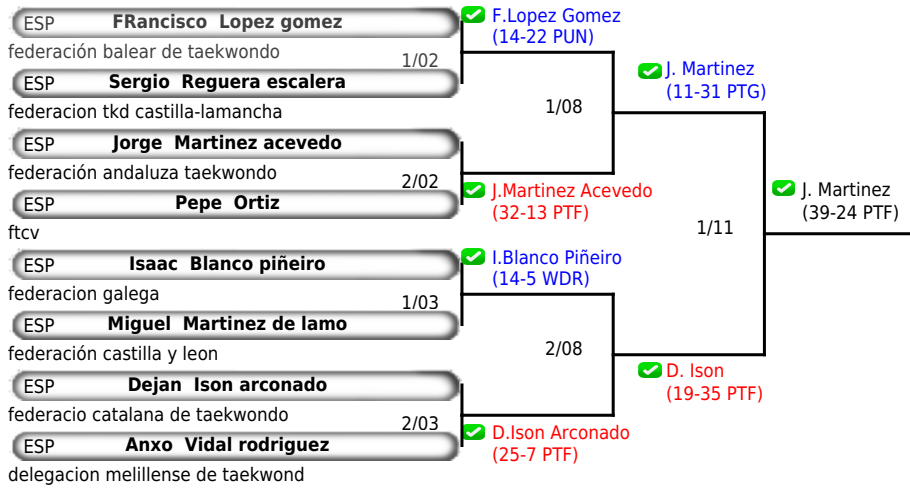 ESP FRancisco Lopez gomez
federación balear de taekwondo
1/02
ESP Sergio Reguera escalera
federacion tkd castilla-lamancha
ESP Jorge Martinez acevedo
federación andaluza taekwondo
2/02
ESP Pepe Ortiz
ftcv
ESP Isaac Blanco piñeiro
federacion galega
1/03
ESP Miguel Martinez de lamo
federación castilla y leon
ESP Dejan Ison arconado
federacio catalana de taekwondo
2/03
ESP Anxo Vidal rodriguez
delegacion melillense de taekwond
F.Lopez Gomez
(14-22 PUN)
1/08
J.Martinez Acevedo
(32-13 PTF)
I.Blanco Piñeiro
(14-5 WDR)
2/08
D.Ison Arconado
(25-7 PTF)
J. Martinez
(11-31 PTG)
1/11
D. Ison
(19-35 PTF)
J. Martinez
(39-24 PTF)